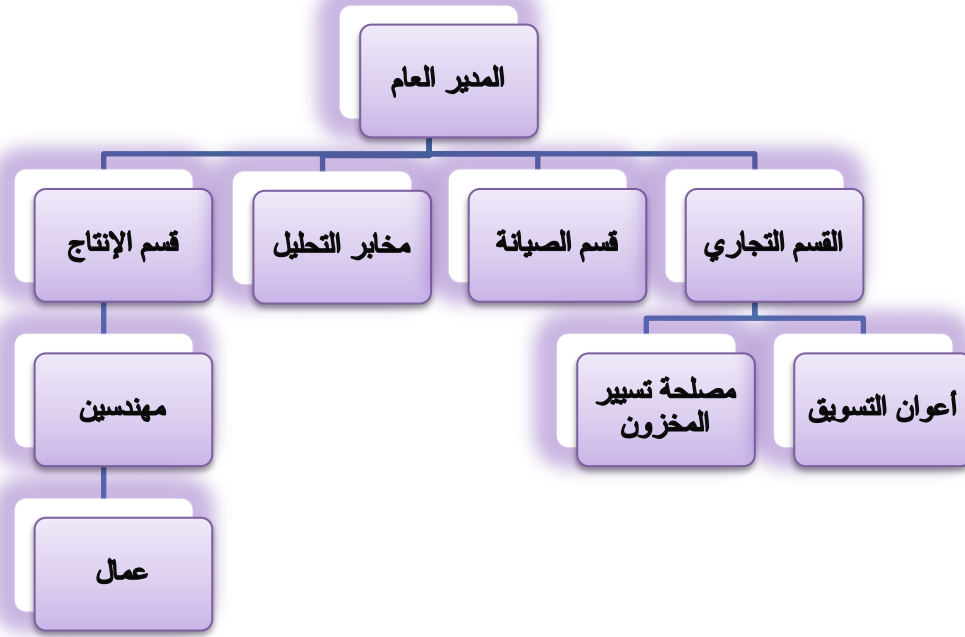 المدير العام
القسم التجاري
قسم الصيانة
مخابر التحليل
قسم الإنتاج
أعوان التسويق
مصلحة تسيير
المخزون
مهندسين
عمال